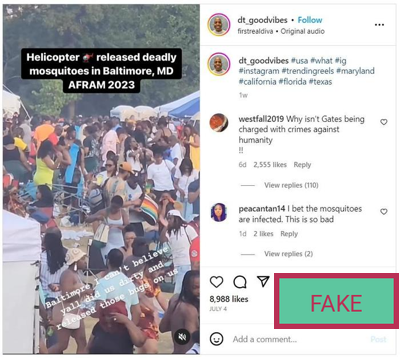 Helicopter 🚁 released deadly
mosquitoes in Baltimore, MD
AFRAM 2023
Baltimore I can't believe
yall did us dirty and
released those bugs on us
dt_goodvibes • Follow
firstrealdiva • Original audio
dt_goodvibes #usa #what #ig
#instagram #trendingreels #maryland
#california #florida #texas
1w
westfall2019 Why isn't Gates being
charged with crimes against
humanity
!!
6d 2,555 likes Reply
View replies (110)
peacantan14 I bet the mosquitoes
are infected. This is so bad
1d 2 likes Reply
View replies (2)
8,988 likes
JULY 4
FAKE
Add a comment...
Post